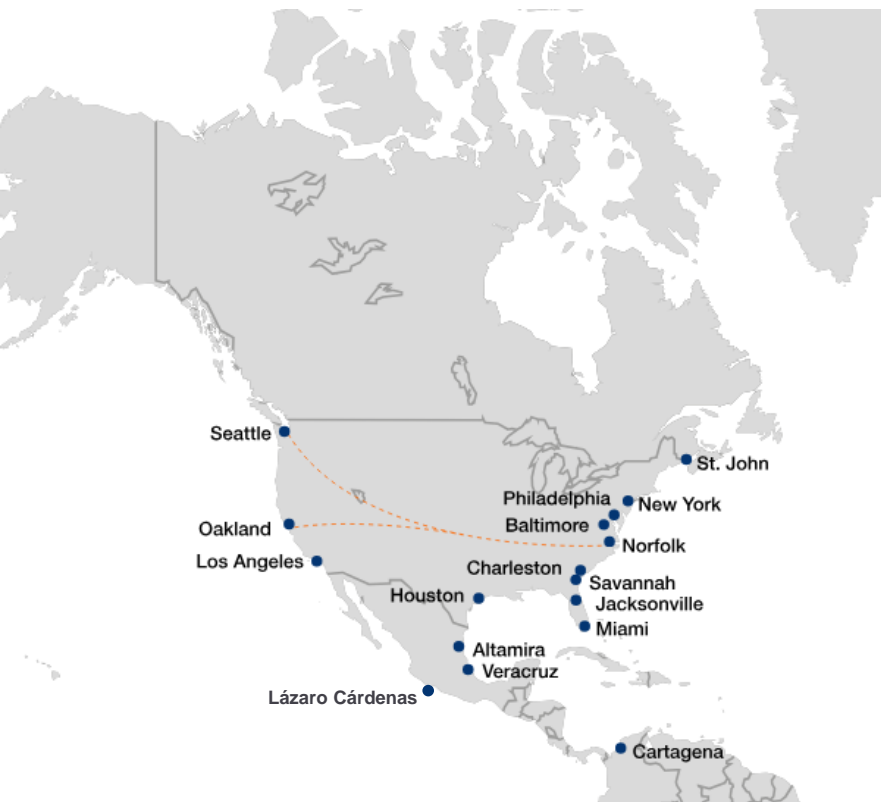 Seattle
St. John
Philadelphia
New York
Baltimore
Oakland
Norfolk
Los Angeles
Charleston
Savannah
Houston
Jacksonville
Miami
Altamira
Veracruz
Lázaro Cárdenas
Cartagena